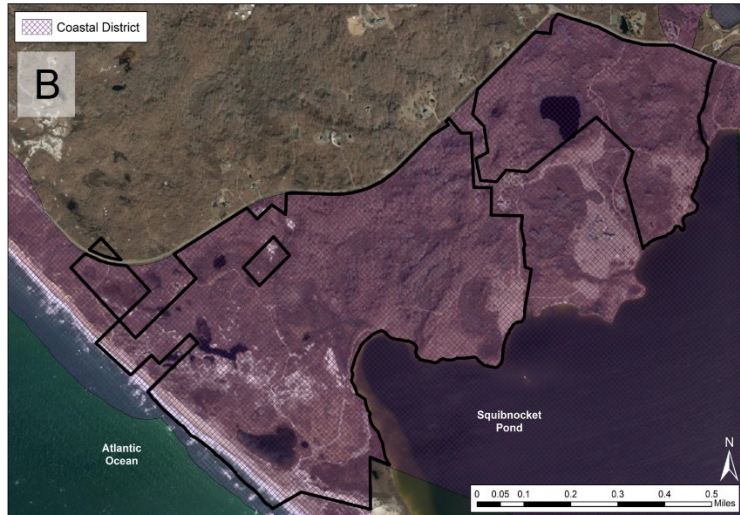 Coastal District
B
Squibnocket
Pond
Atlantic
Ocean
N
0 0.05 0.1 0.2 0.3 0.4 0.5
Miles